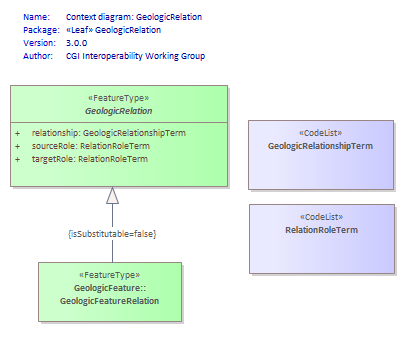 Name: Context diagram: GeologicRelation
Package: «Leaf» GeologicRelation
Version: 3.0.0
Author: CGI Interoperability Working Group
«FeatureType»
GeologicRelation
+ relationship: GeologicRelationshipTerm
+ sourceRole: RelationRoleTerm
+ targetRole: RelationRoleTerm
«CodeList»
GeologicRelationshipTerm
«CodeList»
RelationRoleTerm
{isSubstitutable=false}
«FeatureType»
GeologicFeature::
GeologicFeatureRelation